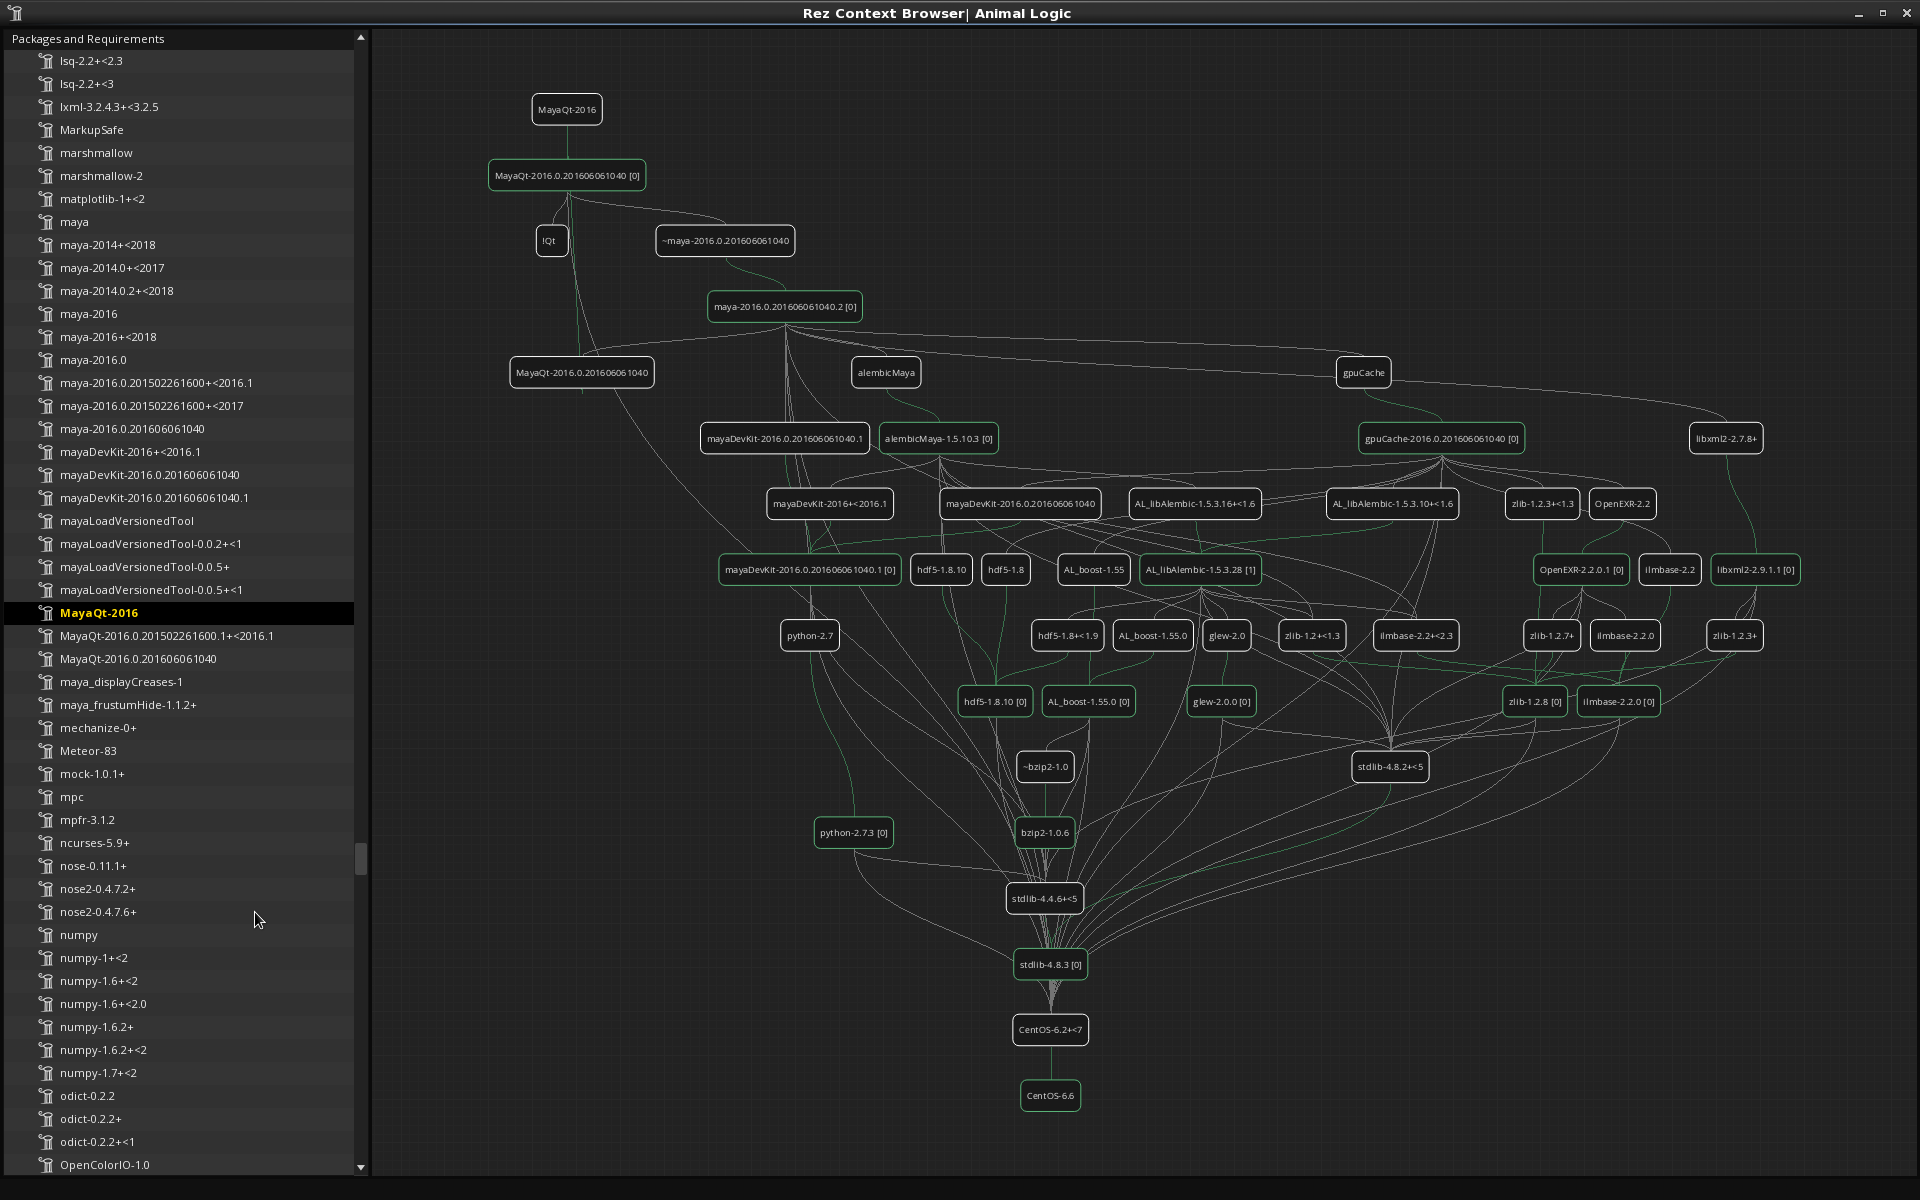 Rez Context Browser| Animal Logic
Packages and Requirements
lsq-2.2+<2.3
lsq-2.2+<3
lxml-3.2.4.3+<3.2.5
MarkupSafe
marshmallow
marshmallow-2
matplotlib-1+<2
maya
maya-2014+<2018
maya-2014.0+<2017
maya-2014.0.2+<2018
maya-2016
maya-2016+<2018
maya-2016.0
maya-2016.0.201502261600+<2016.1
maya-2016.0.201502261600+<2017
maya-2016.0.201606061040
mayaDevKit-2016+<2016.1
mayaDevKit-2016.0.201606061040
mayaDevKit-2016.0.201606061040.1
mayaLoadVersionedTool
mayaLoadVersionedTool-0.0.2+<1
mayaLoadVersionedTool-0.0.5+
mayaLoadVersionedTool-0.0.5+<1
MayaQt-2016
MayaQt-2016.0.201502261600.1+<2016.1
MayaQt-2016.0.201606061040
maya_displayCreases-1
maya_frustumHide-1.1.2+
mechanize-0+
Meteor-83
mock-1.0.1+
mpc
mpfr-3.1.2
ncurses-5.9+
nose-0.11.1+
nose2-0.4.7.2+
nose2-0.4.7.6+
numpy
numpy-1+<2
numpy-1.6+<2
numpy-1.6+<2.0
numpy-1.6.2+
numpy-1.6.2+<2
numpy-1.7+<2
odict-0.2.2
odict-0.2.2+
odict-0.2.2+<1
OpenColorIO-1.0
MayaQt-2016
MayaQt-2016.0.201606061040 [0]
!Qt
~maya-2016.0.201606061040
maya-2016.0.201606061040.2 [0]
MayaQt-2016.0.201606061040
alembicMaya
gpuCache
mayaDevKit-2016.0.201606061040.1
alembicMaya-1.5.10.3 [0]
gpuCache-2016.0.201606061040 [0]
libxml2-2.7.8+
mayaDevKit-2016+<2016.1
mayaDevKit-2016.0.201606061040
AL_libAlembic-1.5.3.16+<1.6
AL_libAlembic-1.5.3.10+<1.6
zlib-1.2.3+<1.3
OpenEXR-2.2
mayaDevKit-2016.0.201606061040.1 [0]
hdf5-1.8.10
hdf5-1.8
AL_boost-1.55
AL_libAlembic-1.5.3.28 [1]
OpenEXR-2.2.0.1 [0]
ilmbase-2.2
libxml2-2.9.1.1 [0]
python-2.7
hdf5-1.8+<1.9
AL_boost-1.55.0
glew-2.0
zlib-1.2+<1.3
ilmbase-2.2+<2.3
zlib-1.2.7+
ilmbase-2.2.0
zlib-1.2.3+
hdf5-1.8.10 [0]
AL_boost-1.55.0 [0]
glew-2.0.0 [0]
zlib-1.2.8 [0]
ilmbase-2.2.0 [0]
~bzip2-1.0
stdlib-4.8.2+<5
python-2.7.3 [0]
bzip2-1.0.6
stdlib-4.4.6+<5
stdlib-4.8.3 [0]
CentOS-6.2+<7
CentOS-6.6